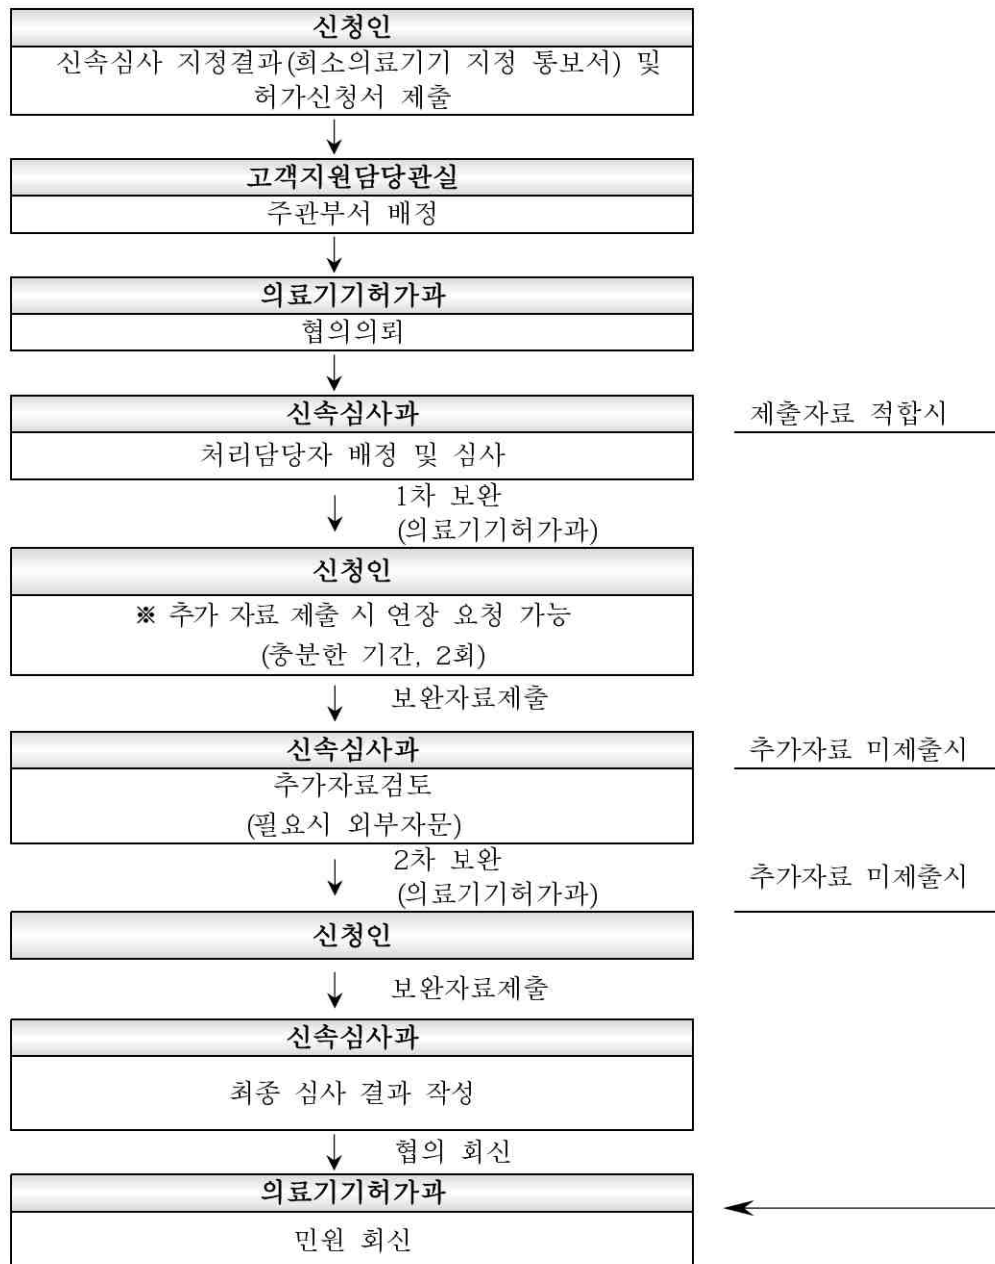 신청인
신속심사 지정결과(희소의료기기 지정 통보서) 및
허가신청서 제출
고객지원담당관실
주관부서 배정
의료기기허가과
협의의뢰
신속심사과
제출자료 적합시
처리담당자 배정 및 심사
1차 보완
(의료기기허가과)
신청인
※ 추가 자료 제출 시 연장 요청 가능
(충분한 기간, 2회)
보완자료제출
신속심사과
추가자료 미제출시
추가자료검토
(필요시 외부자문)
2차 보완
(의료기기허가과)
추가자료 미제출시
신청인
보완자료제출
신속심사과
최종 심사 결과 작성
협의 회신
의료기기허가과
민원 회신